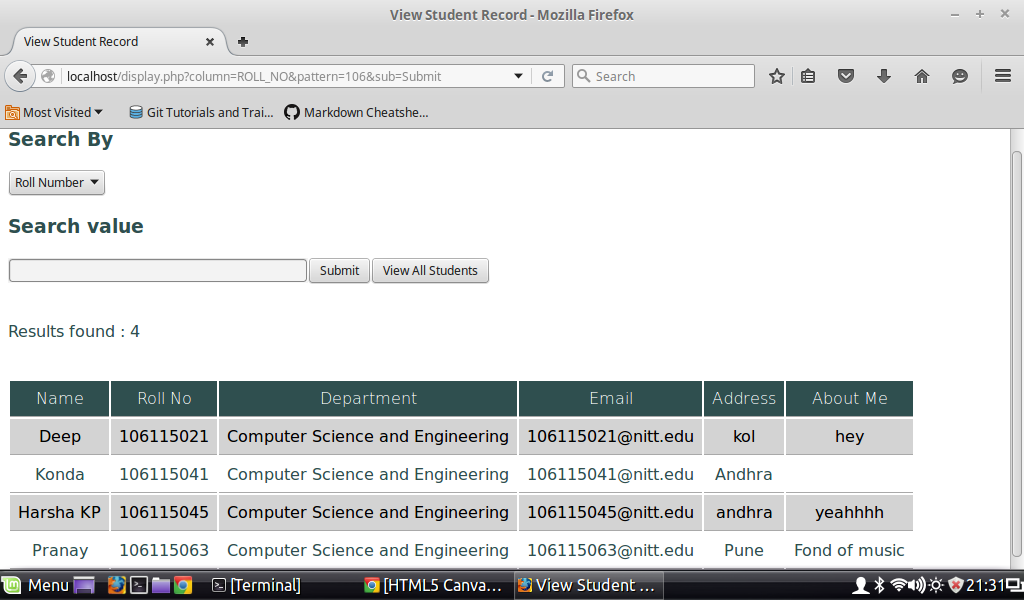 View Student Record - Mozilla Firefox
View Student Record
localhost/display.php?column=ROLL_NO&pattern=106&sub=Submit
Search
Most Visited
Git Tutorials and Trai...
Markdown Cheatshe...
Search By
Roll Number
Search value
Submit
View All Students
Results found : 4
Name Roll No Department Email Address About Me
Deep 106115021 Computer Science and Engineering 106115021@nitt.edu kol hey
Konda 106115041 Computer Science and Engineering 106115041@nitt.edu Andhra
Harsha KP 106115045 Computer Science and Engineering 106115045@nitt.edu andhra yeahhhh
Pranay 106115063 Computer Science and Engineering 106115063@nitt.edu Pune Fond of music
Menu [Terminal] [HTML5 Canva... View Student ... 21:31